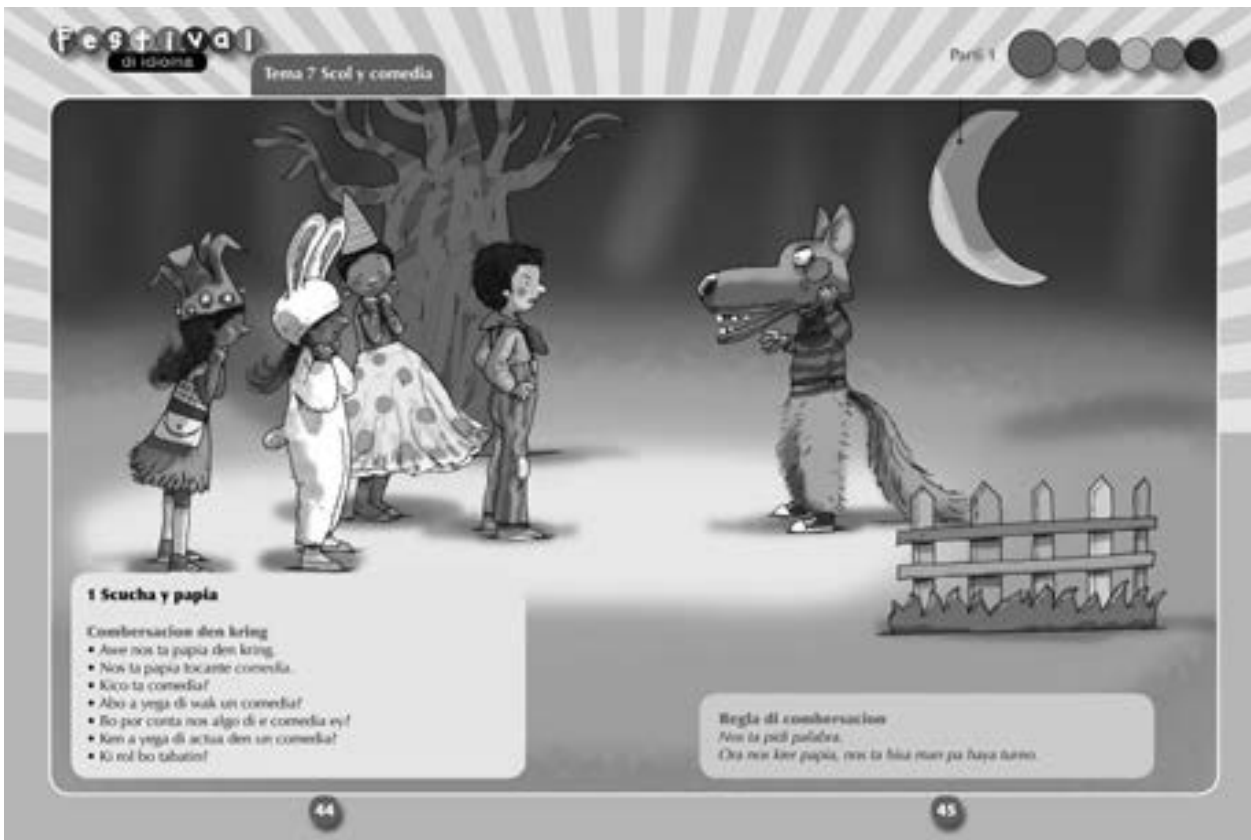 Festival
di idioma
Tema 7 Scol y comedia
Parti 1
1 Scucha y papia
Combersacion den kring
• Awe nos ta papia den kring.
• Nos ta papia tocante comedia.
• Kico ta comedia?
• Abo a yega di wak un comedia?
• Bo por conta nos algo di e comedia ey?
• Ken a yega di actua den un comedia?
• Ki rol bo tabatin?
Regla di combersacion
Nos ta pidi palabra.
Ora nos kier papia, nos ta hisa man pa haya turno.
44
45